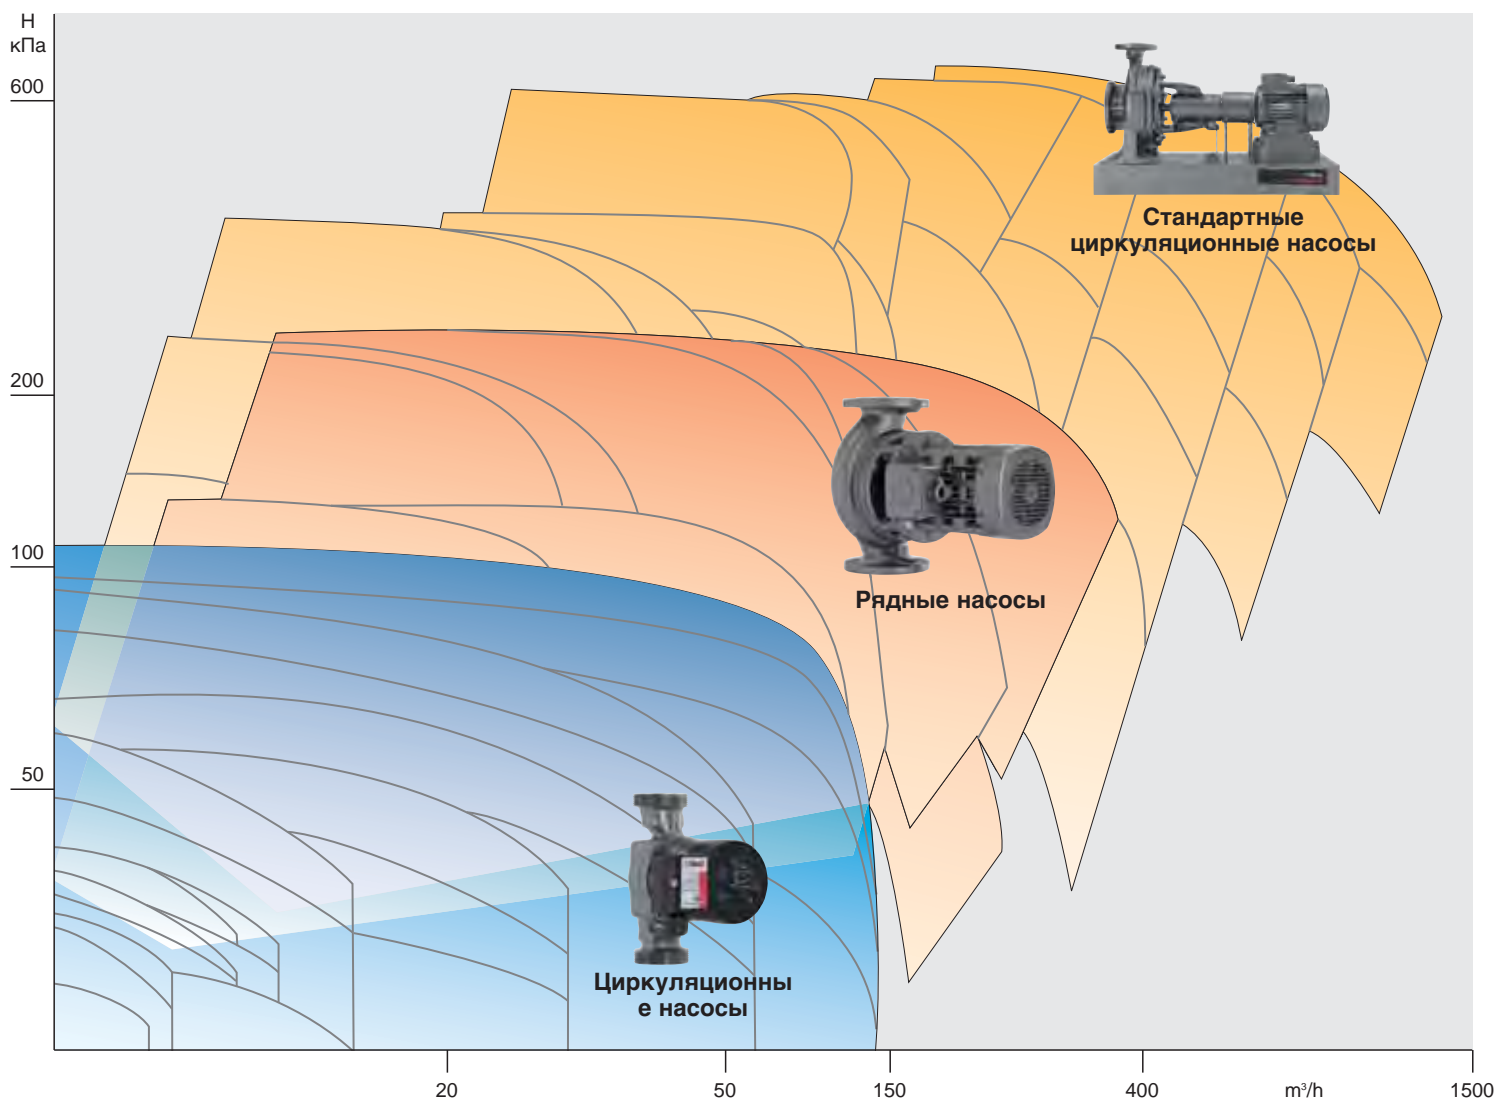 H
кПа
600
200
100
50
Стандартные
циркуляционные насосы
Рядные насосы
Циркуляционны
е насосы
20
50
150
400
m³/h
1500